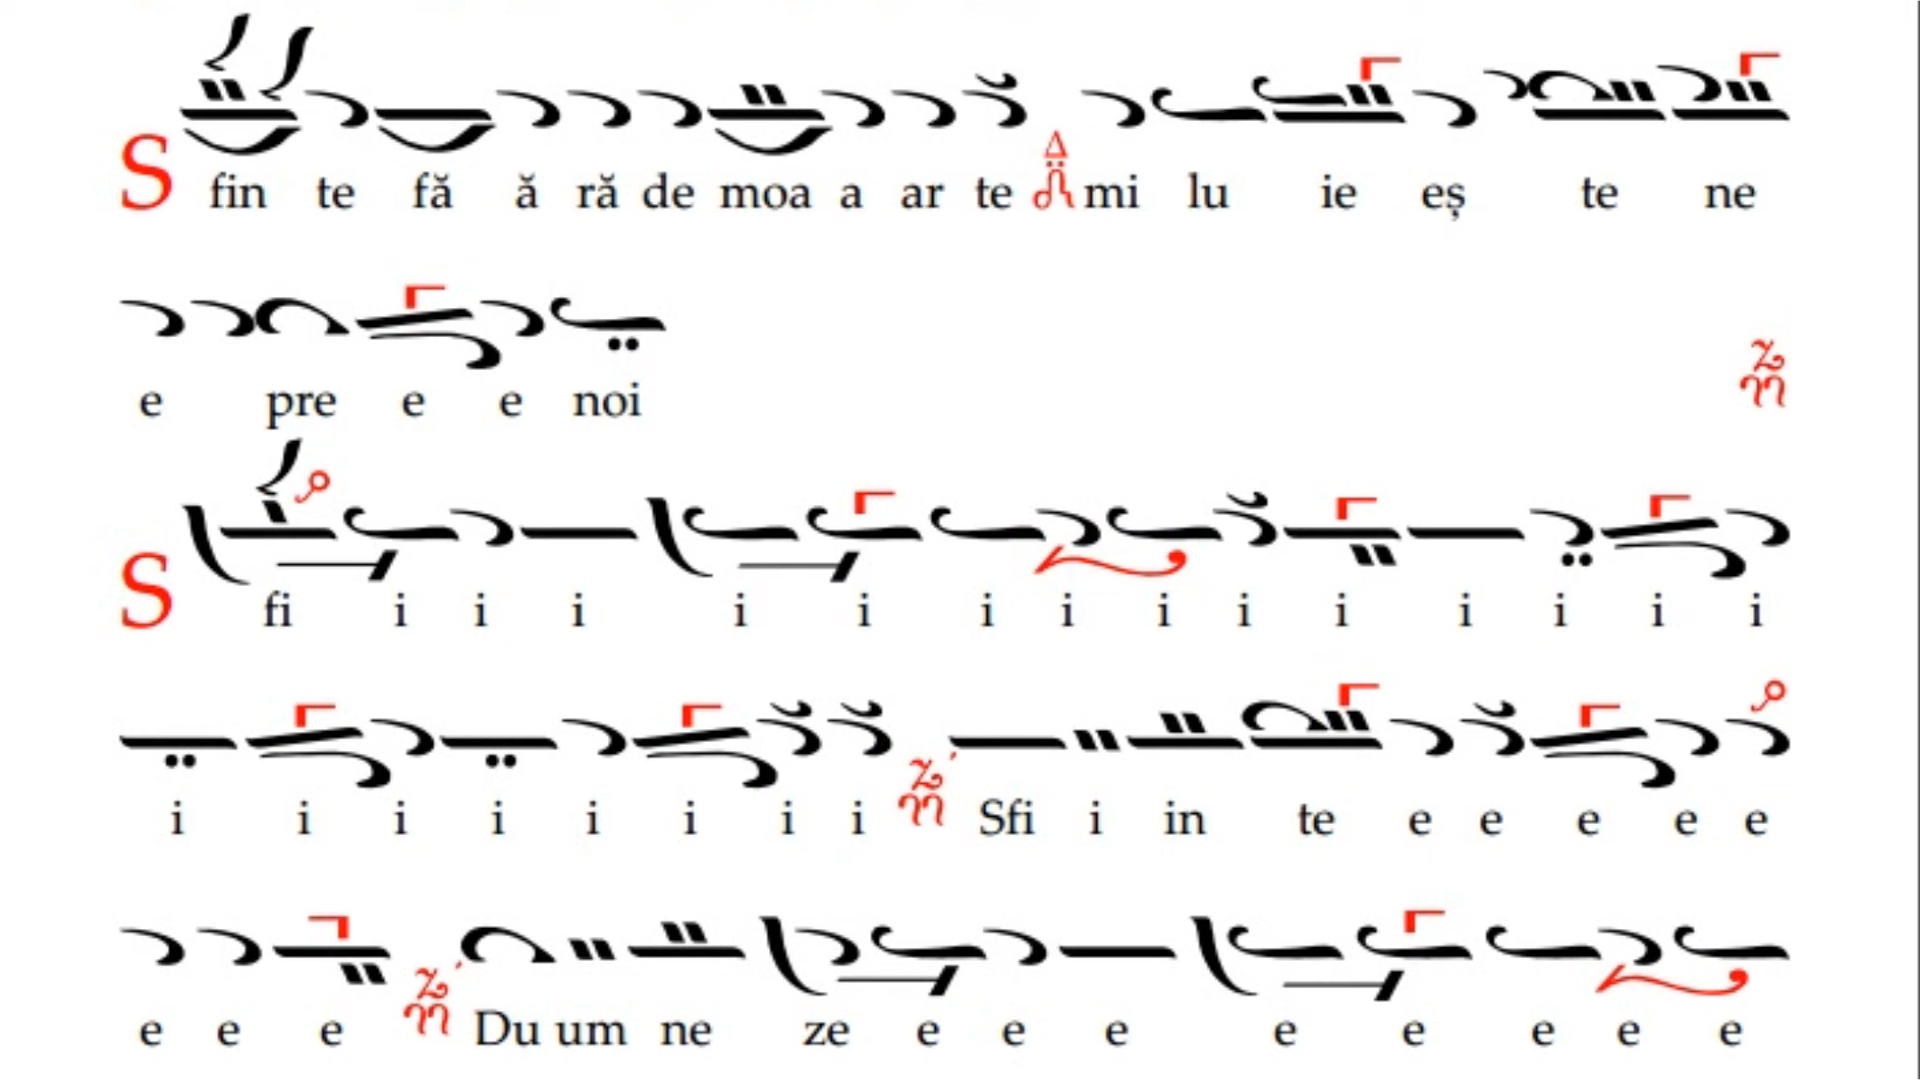 Sfin te fă ă ră de moa a ar te mi lu ie eș te ne
e pre e e noi
Sfi i i i i i i i i i i i i i i
i i i i i i i i Sfi i in te e e e e e
e e e Du um ne ze e e e e e e e e